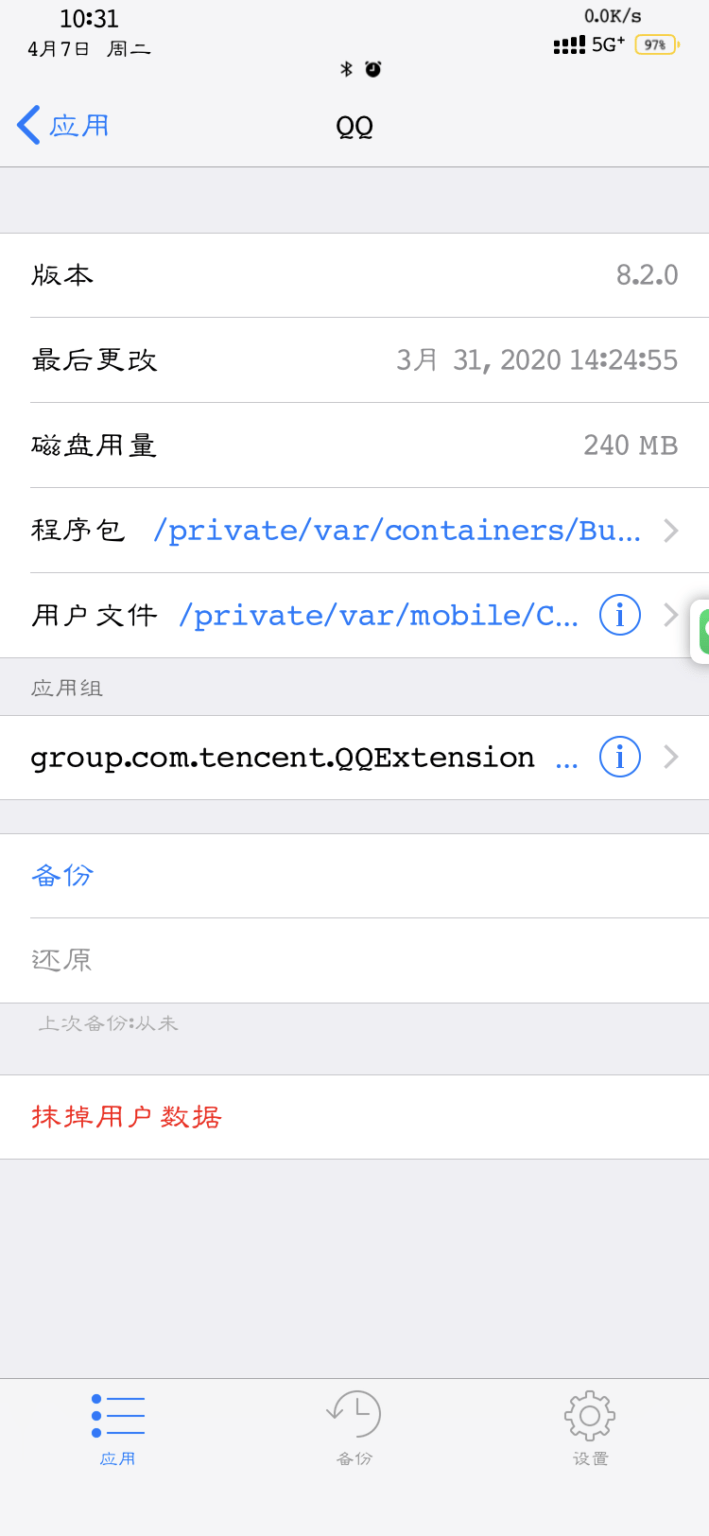 10:31
0.0K/s
4月7日 周二
5G⁺ 97%
应用
QQ
版本 8.2.0
最后更改 3月 31, 2020 14:24:55
磁盘用量 240 MB
程序包 /private/var/containers/Bu...
用户文件 /private/var/mobile/C...
应用组
group.com.tencent.QQExtension ...
备份
还原
上次备份:从未
抹掉用户数据
应用 备份 设置